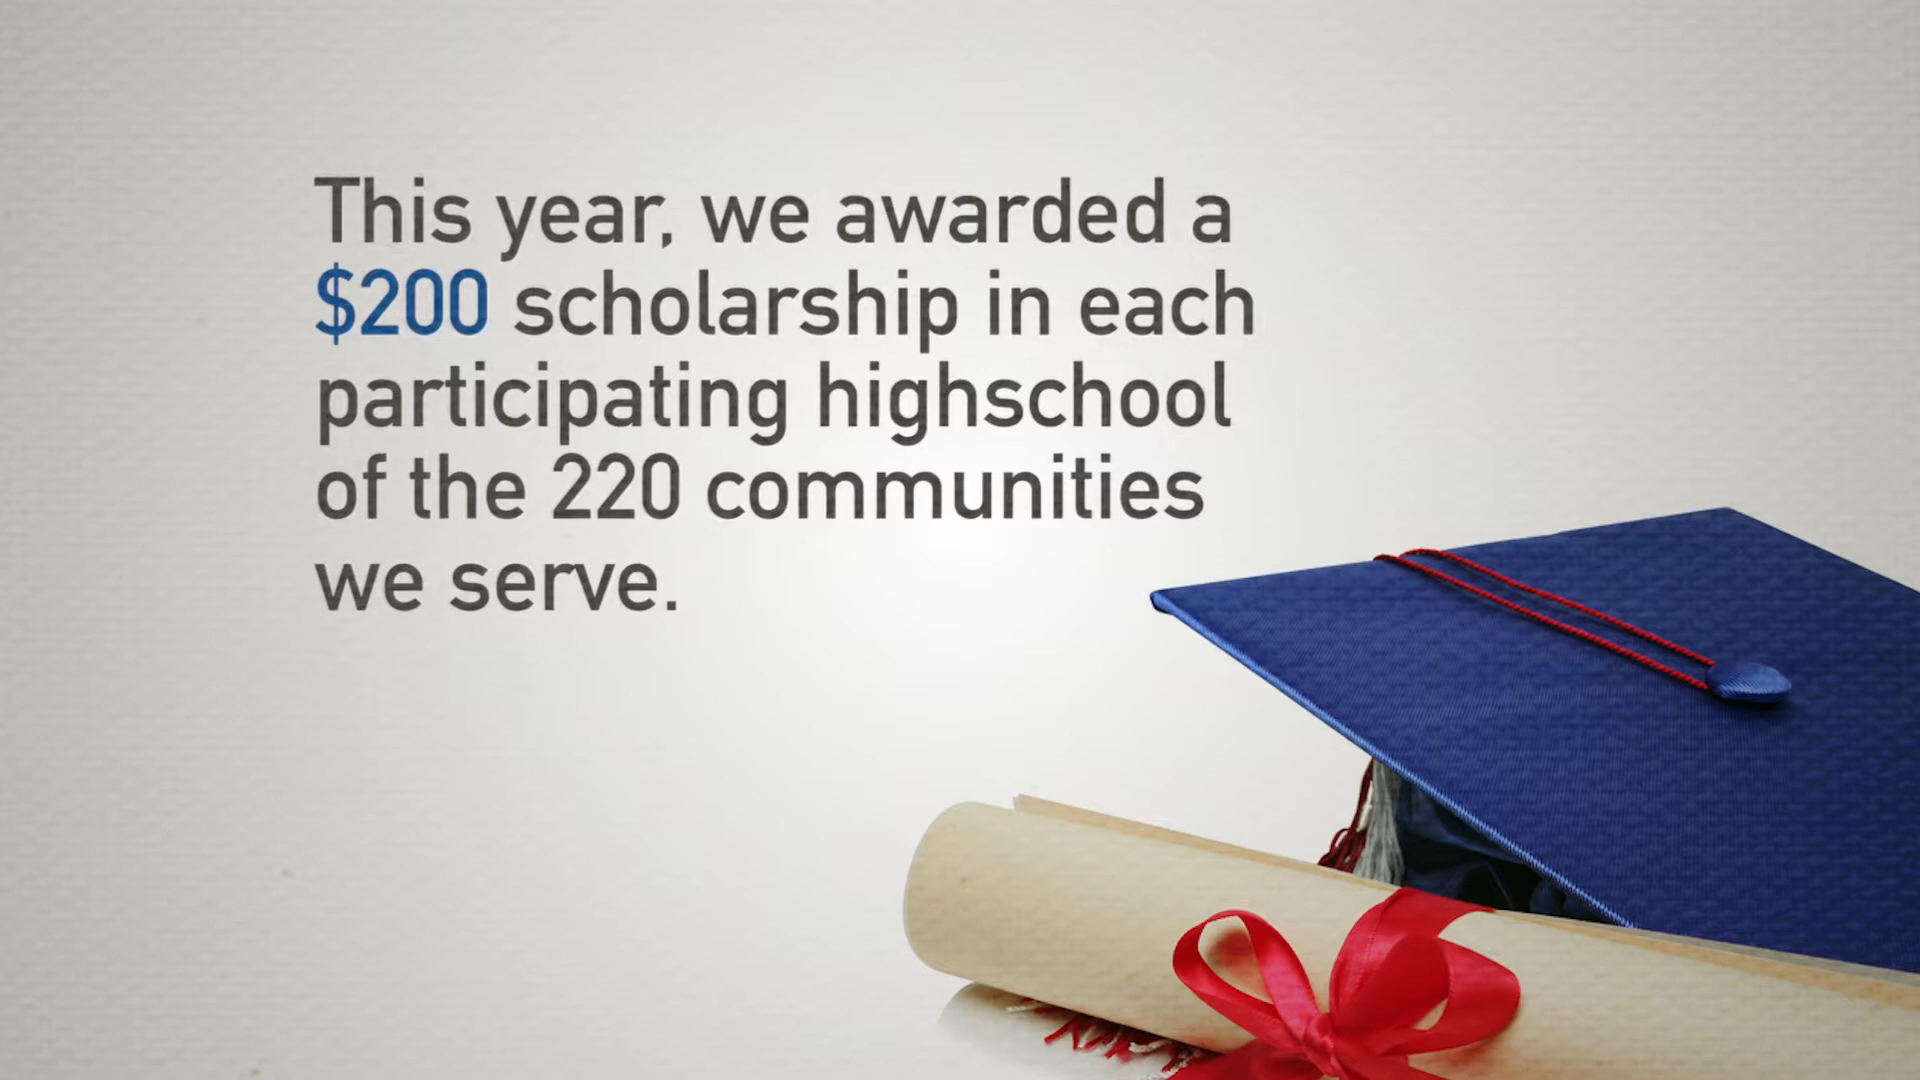 This year, we awarded a
$200 scholarship in each
participating highschool
of the 220 communities
we serve.